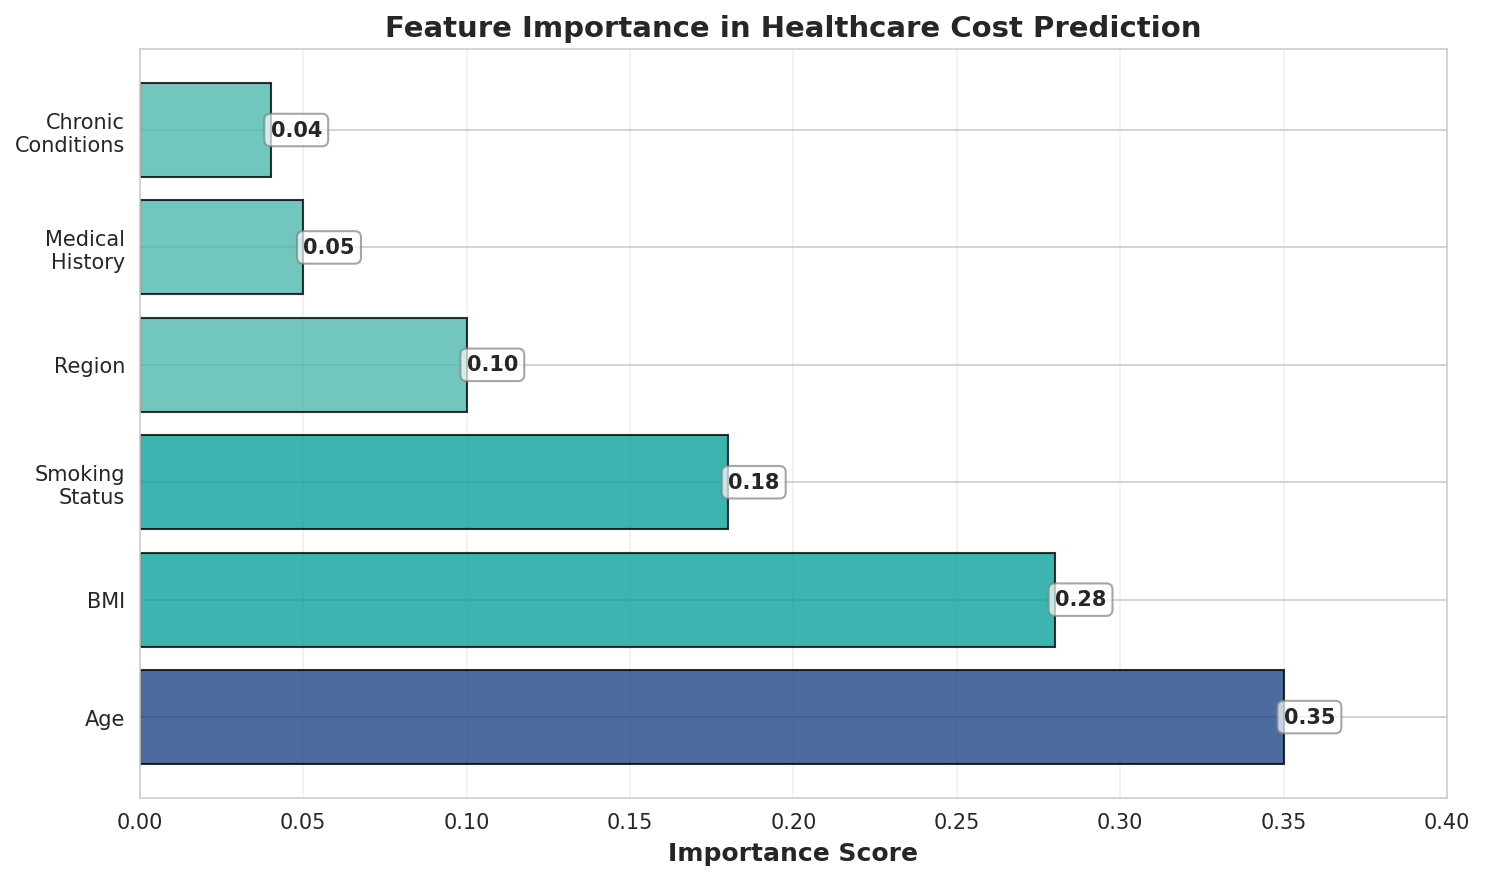 Feature Importance in Healthcare Cost Prediction
Chronic
Conditions
0.04
Medical
History
0.05
Region
0.10
Smoking
Status
0.18
BMI
0.28
Age
0.35
0.00 0.05 0.10 0.15 0.20 0.25 0.30 0.35 0.40
Importance Score